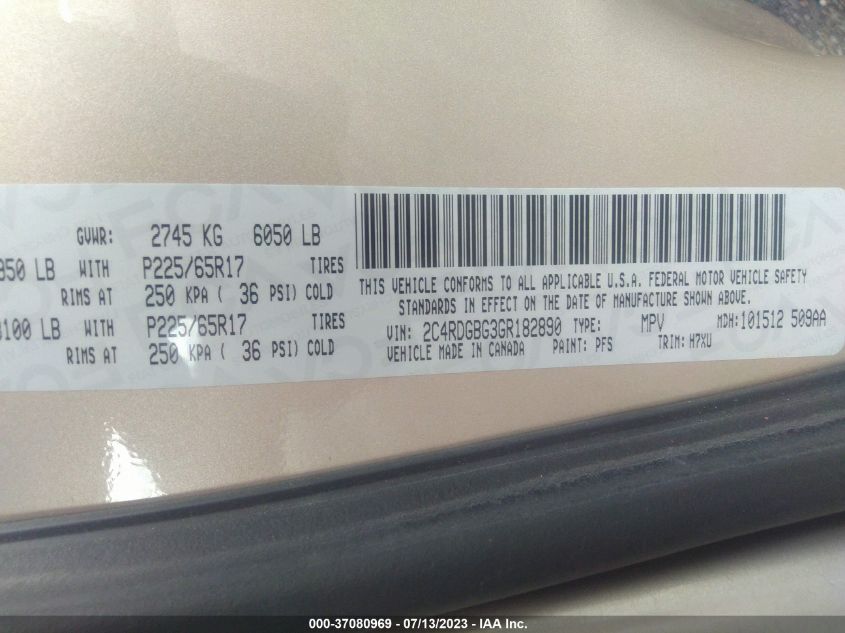 GVWR: 2745 KG 6050 LB
850 LB WITH P225/65R17 TIRES
RIMS AT 250 KPA ( 36 PSI) COLD
3100 LB WITH P225/65R17 TIRES
RIMS AT 250 KPA ( 36 PSI) COLD
THIS VEHICLE CONFORMS TO ALL APPLICABLE U.S.A. FEDERAL MOTOR VEHICLE SAFETY
STANDARDS IN EFFECT ON THE DATE OF MANUFACTURE SHOWN ABOVE.
VIN: 2C4RDGBG3GR182890 TYPE: MPV MDH:101512 509AA
VEHICLE MADE IN CANADA PAINT: PFS TRIM: H7XU
000-37080969 - 07/13/2023 - IAA Inc.